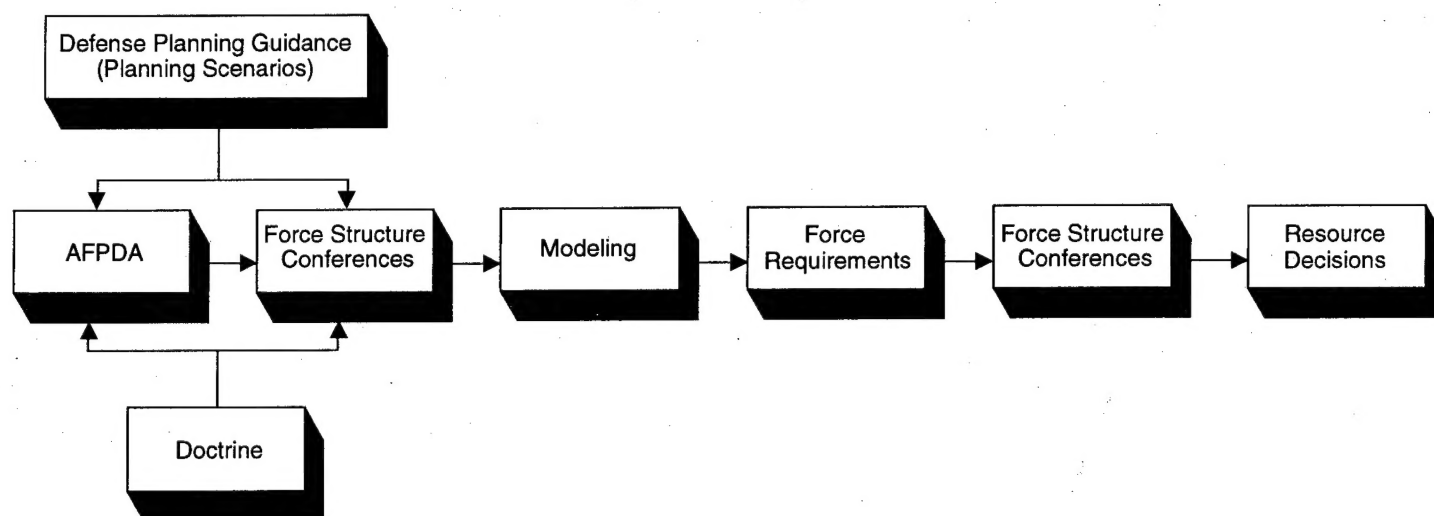 Defense Planning Guidance
(Planning Scenarios)
AFPDA
Force Structure
Conferences
Modeling
Force
Requirements
Force Structure
Conferences
Resource
Decisions
Doctrine